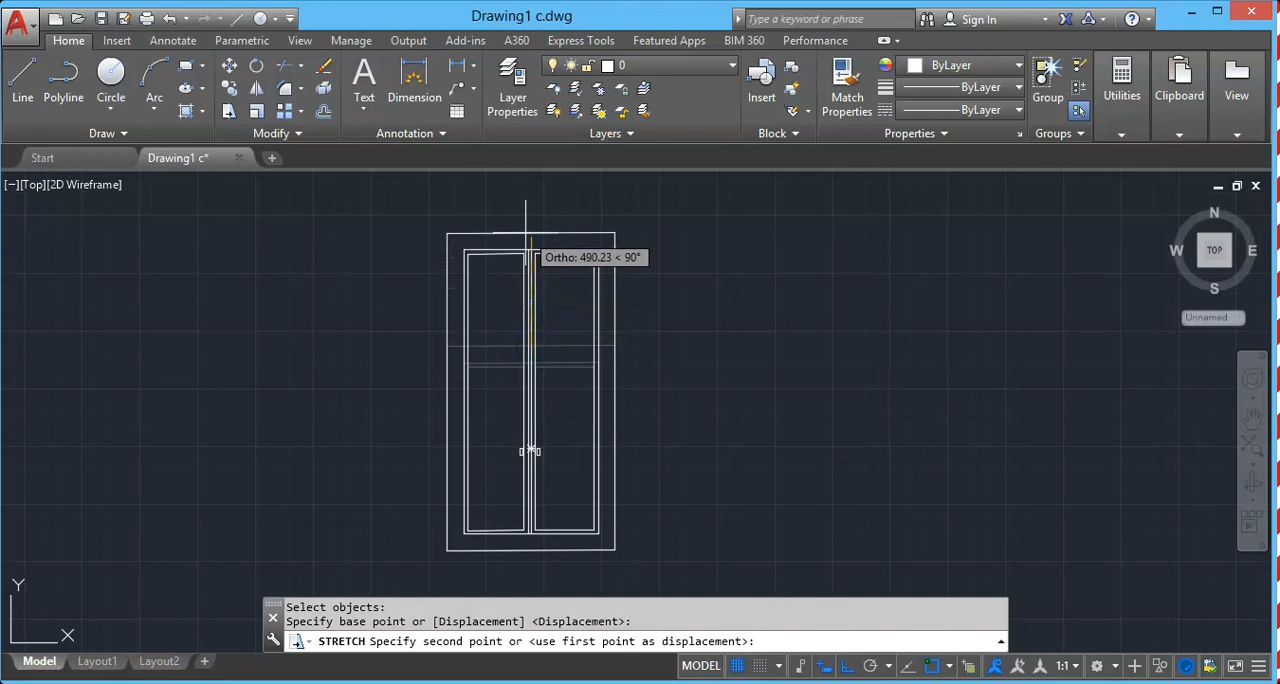 Drawing1 c.dwg
Type a keyword or phrase
Sign In
Home Insert Annotate Parametric View Manage Output Add-ins A360 Express Tools Featured Apps BIM 360 Performance
Line Polyline Circle Arc
Text Dimension
Layer Properties
0
Insert
Match Properties
ByLayer
ByLayer
ByLayer
Group Utilities Clipboard View
Draw Modify Annotation Layers Block Properties Groups
Start Drawing1 c*
[−][Top][2D Wireframe]
N
W TOP E
S
Unnamed
Ortho: 490.23 < 90°
Y
X
Select objects:
Specify base point or [Displacement] <Displacement>:
STRETCH Specify second point or <use first point as displacement>:
Model Layout1 Layout2
MODEL 1:1